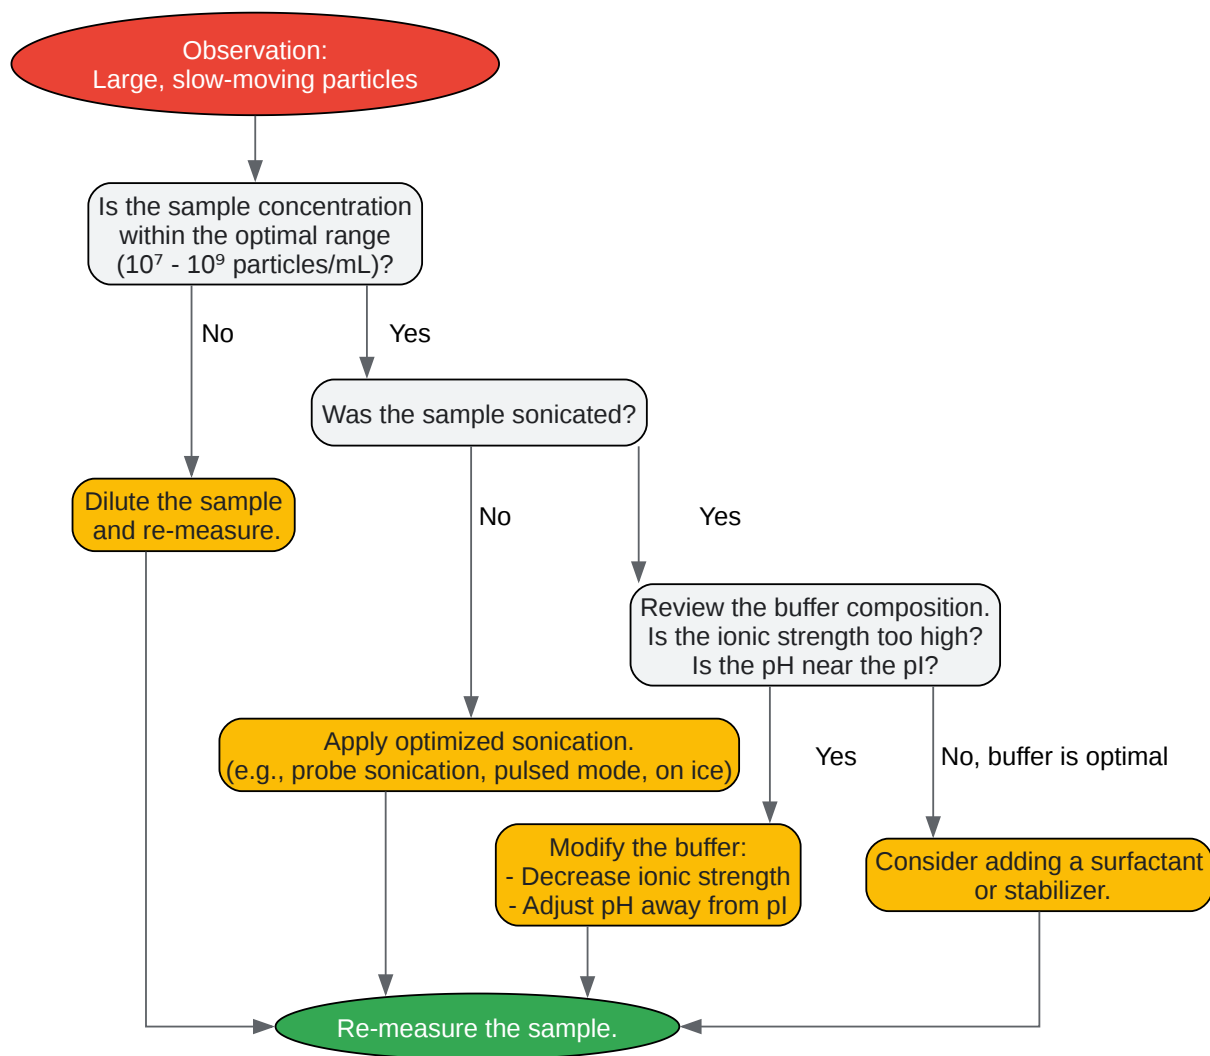 Observation:
Large, slow-moving particles
Is the sample concentration
within the optimal range
(10⁷ - 10⁹ particles/mL)?
No
Yes
Was the sample sonicated?
Dilute the sample
and re-measure.
No
Yes
Review the buffer composition.
Is the ionic strength too high?
Is the pH near the pI?
Apply optimized sonication.
(e.g., probe sonication, pulsed mode, on ice)
Yes
No, buffer is optimal
Modify the buffer:
- Decrease ionic strength
- Adjust pH away from pI
Consider adding a surfactant
or stabilizer.
Re-measure the sample.